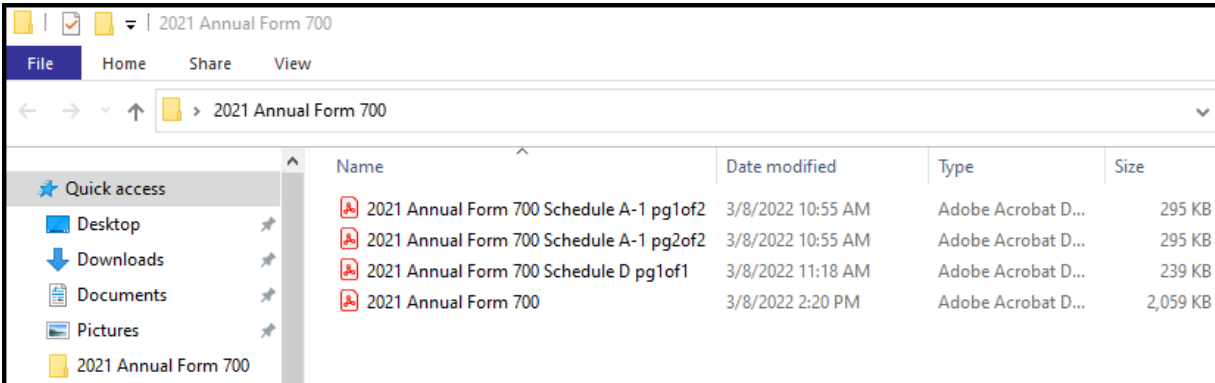 2021 Annual Form 700
File Home Share View
2021 Annual Form 700
Name Date modified Type Size
Quick access
Desktop
Downloads
Documents
Pictures
2021 Annual Form 700
2021 Annual Form 700 Schedule A-1 pg1of2 3/8/2022 10:55 AM Adobe Acrobat D... 295 KB
2021 Annual Form 700 Schedule A-1 pg2of2 3/8/2022 10:55 AM Adobe Acrobat D... 295 KB
2021 Annual Form 700 Schedule D pg1of1 3/8/2022 11:18 AM Adobe Acrobat D... 239 KB
2021 Annual Form 700 3/8/2022 2:20 PM Adobe Acrobat D... 2,059 KB